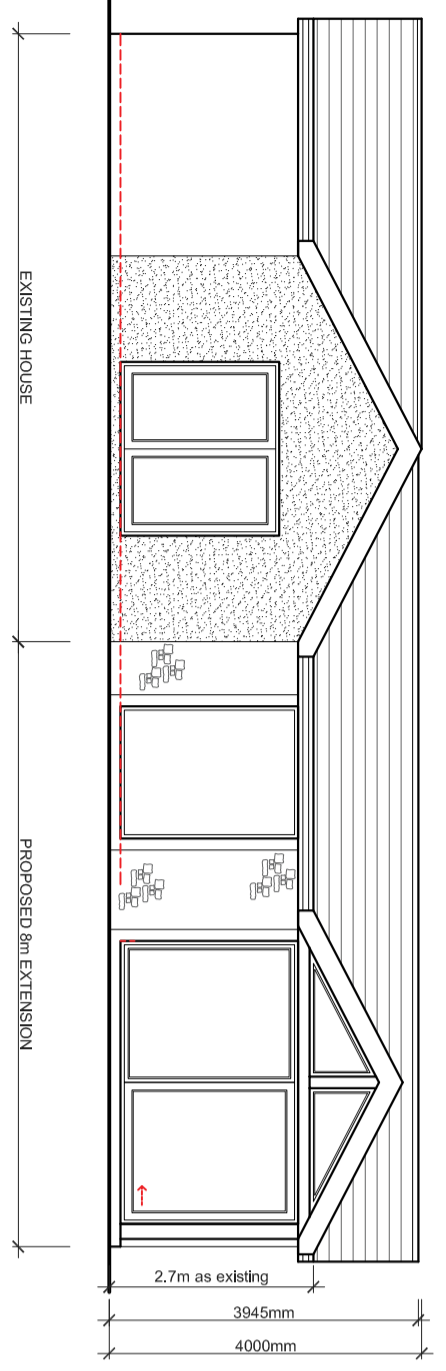 EXISTING HOUSE
PROPOSED 8m EXTENSION
2.7m as existing
3945mm
4000mm